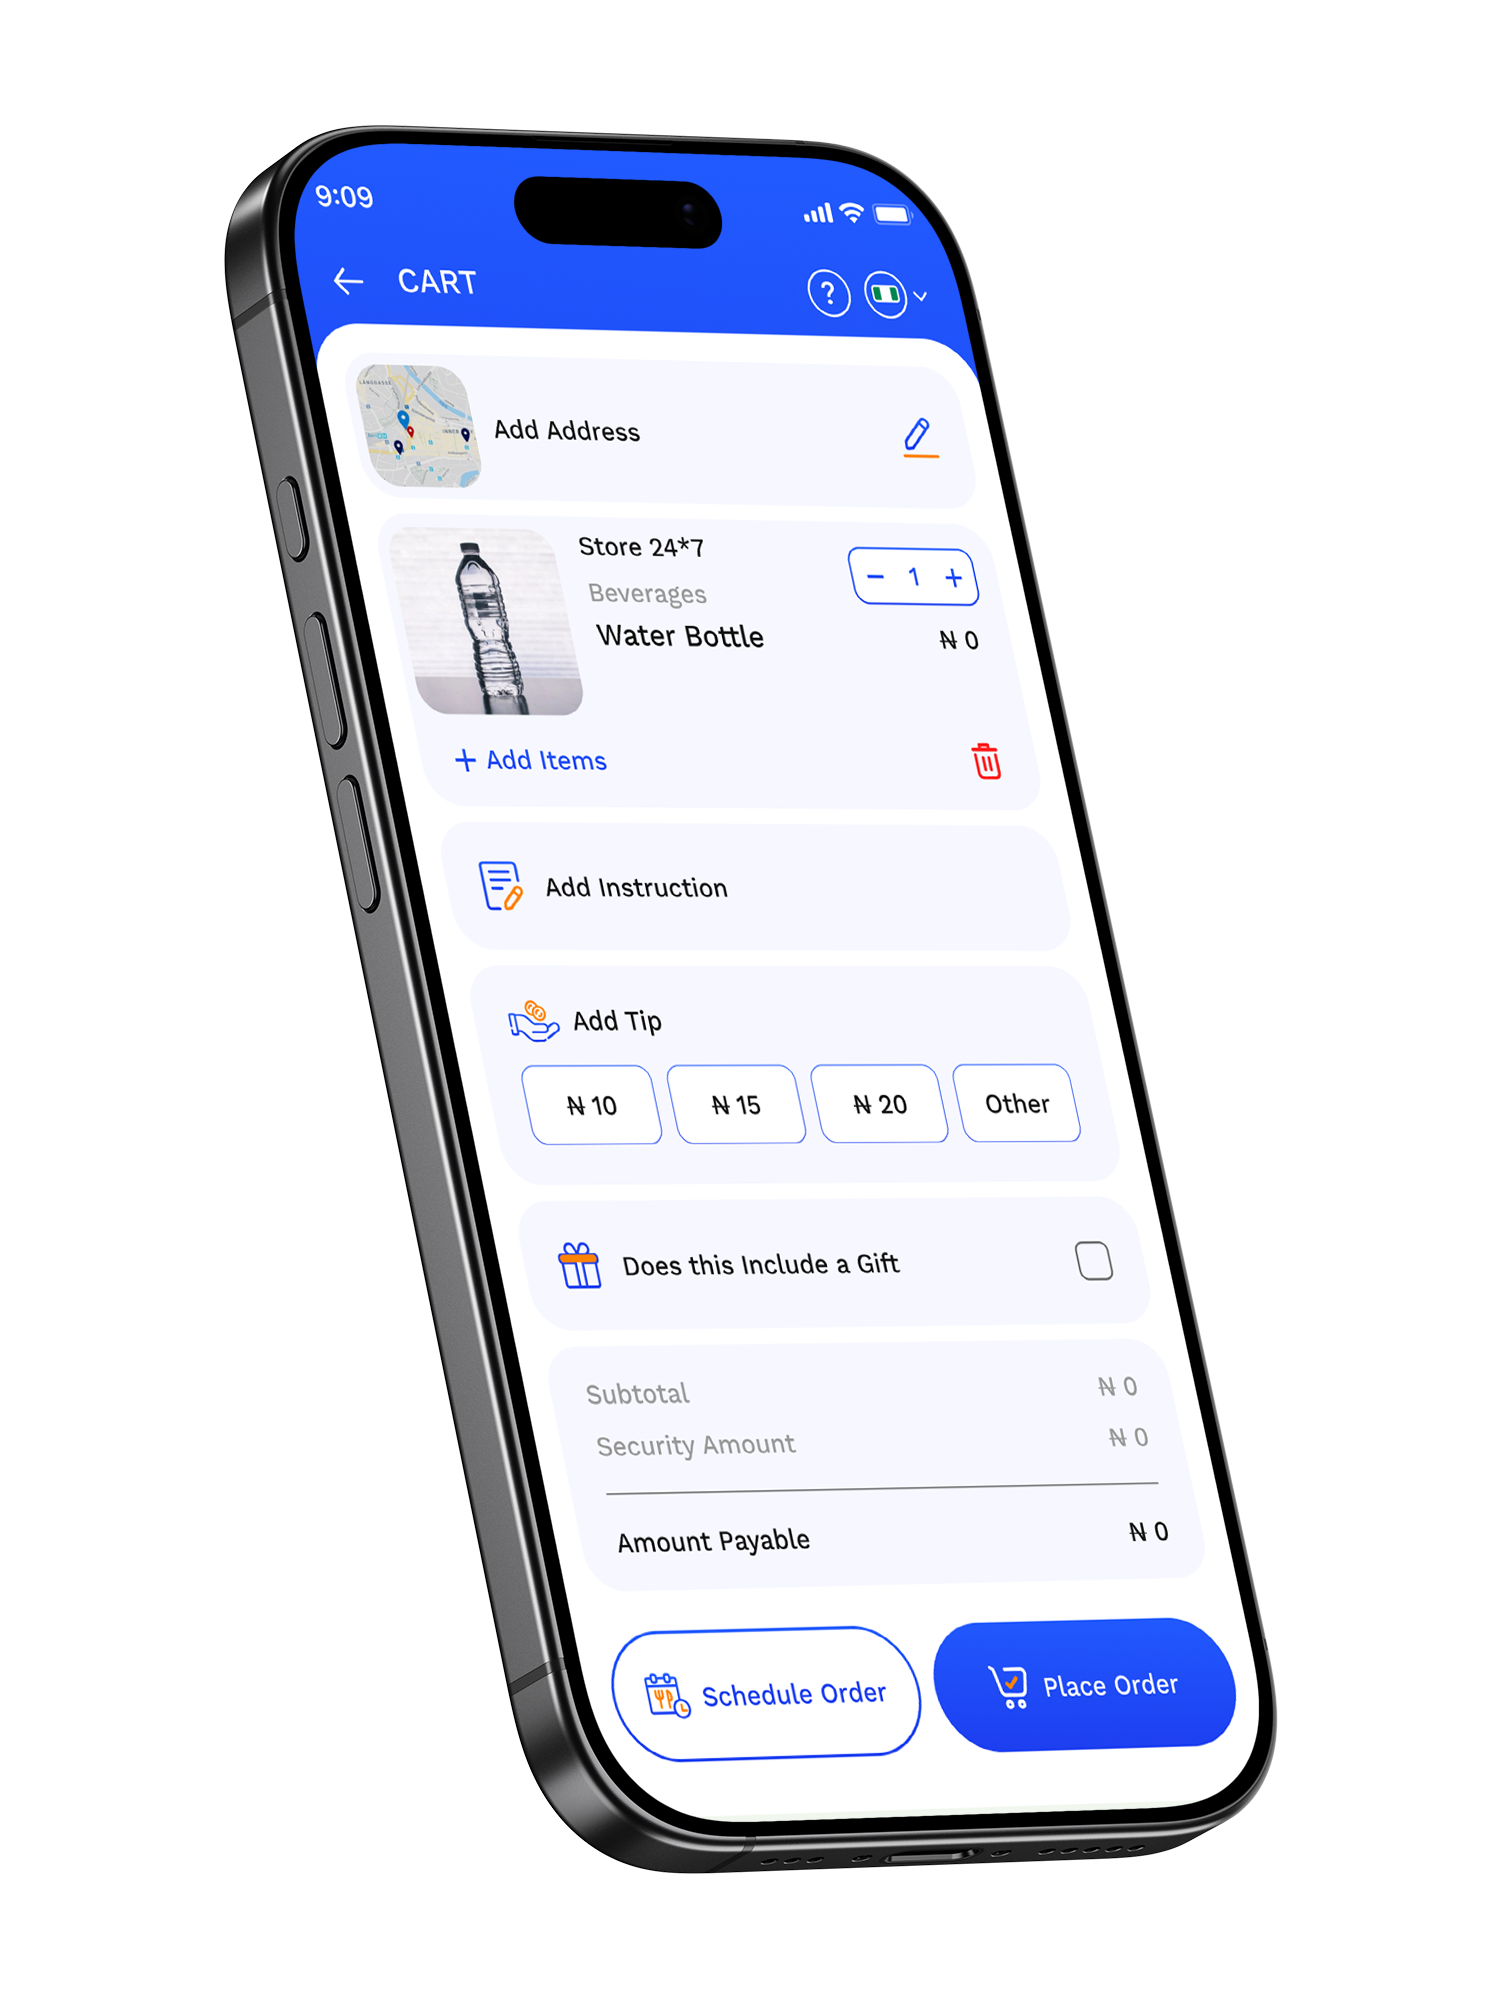 9:09
CART
?
Add Address
Store 24*7
Beverages
Water Bottle
− 1 +
₦ 0
+ Add Items
Add Instruction
Add Tip
₦ 10
₦ 15
₦ 20
Other
Does this Include a Gift
Subtotal ₦ 0
Security Amount ₦ 0
Amount Payable ₦ 0
Schedule Order
Place Order